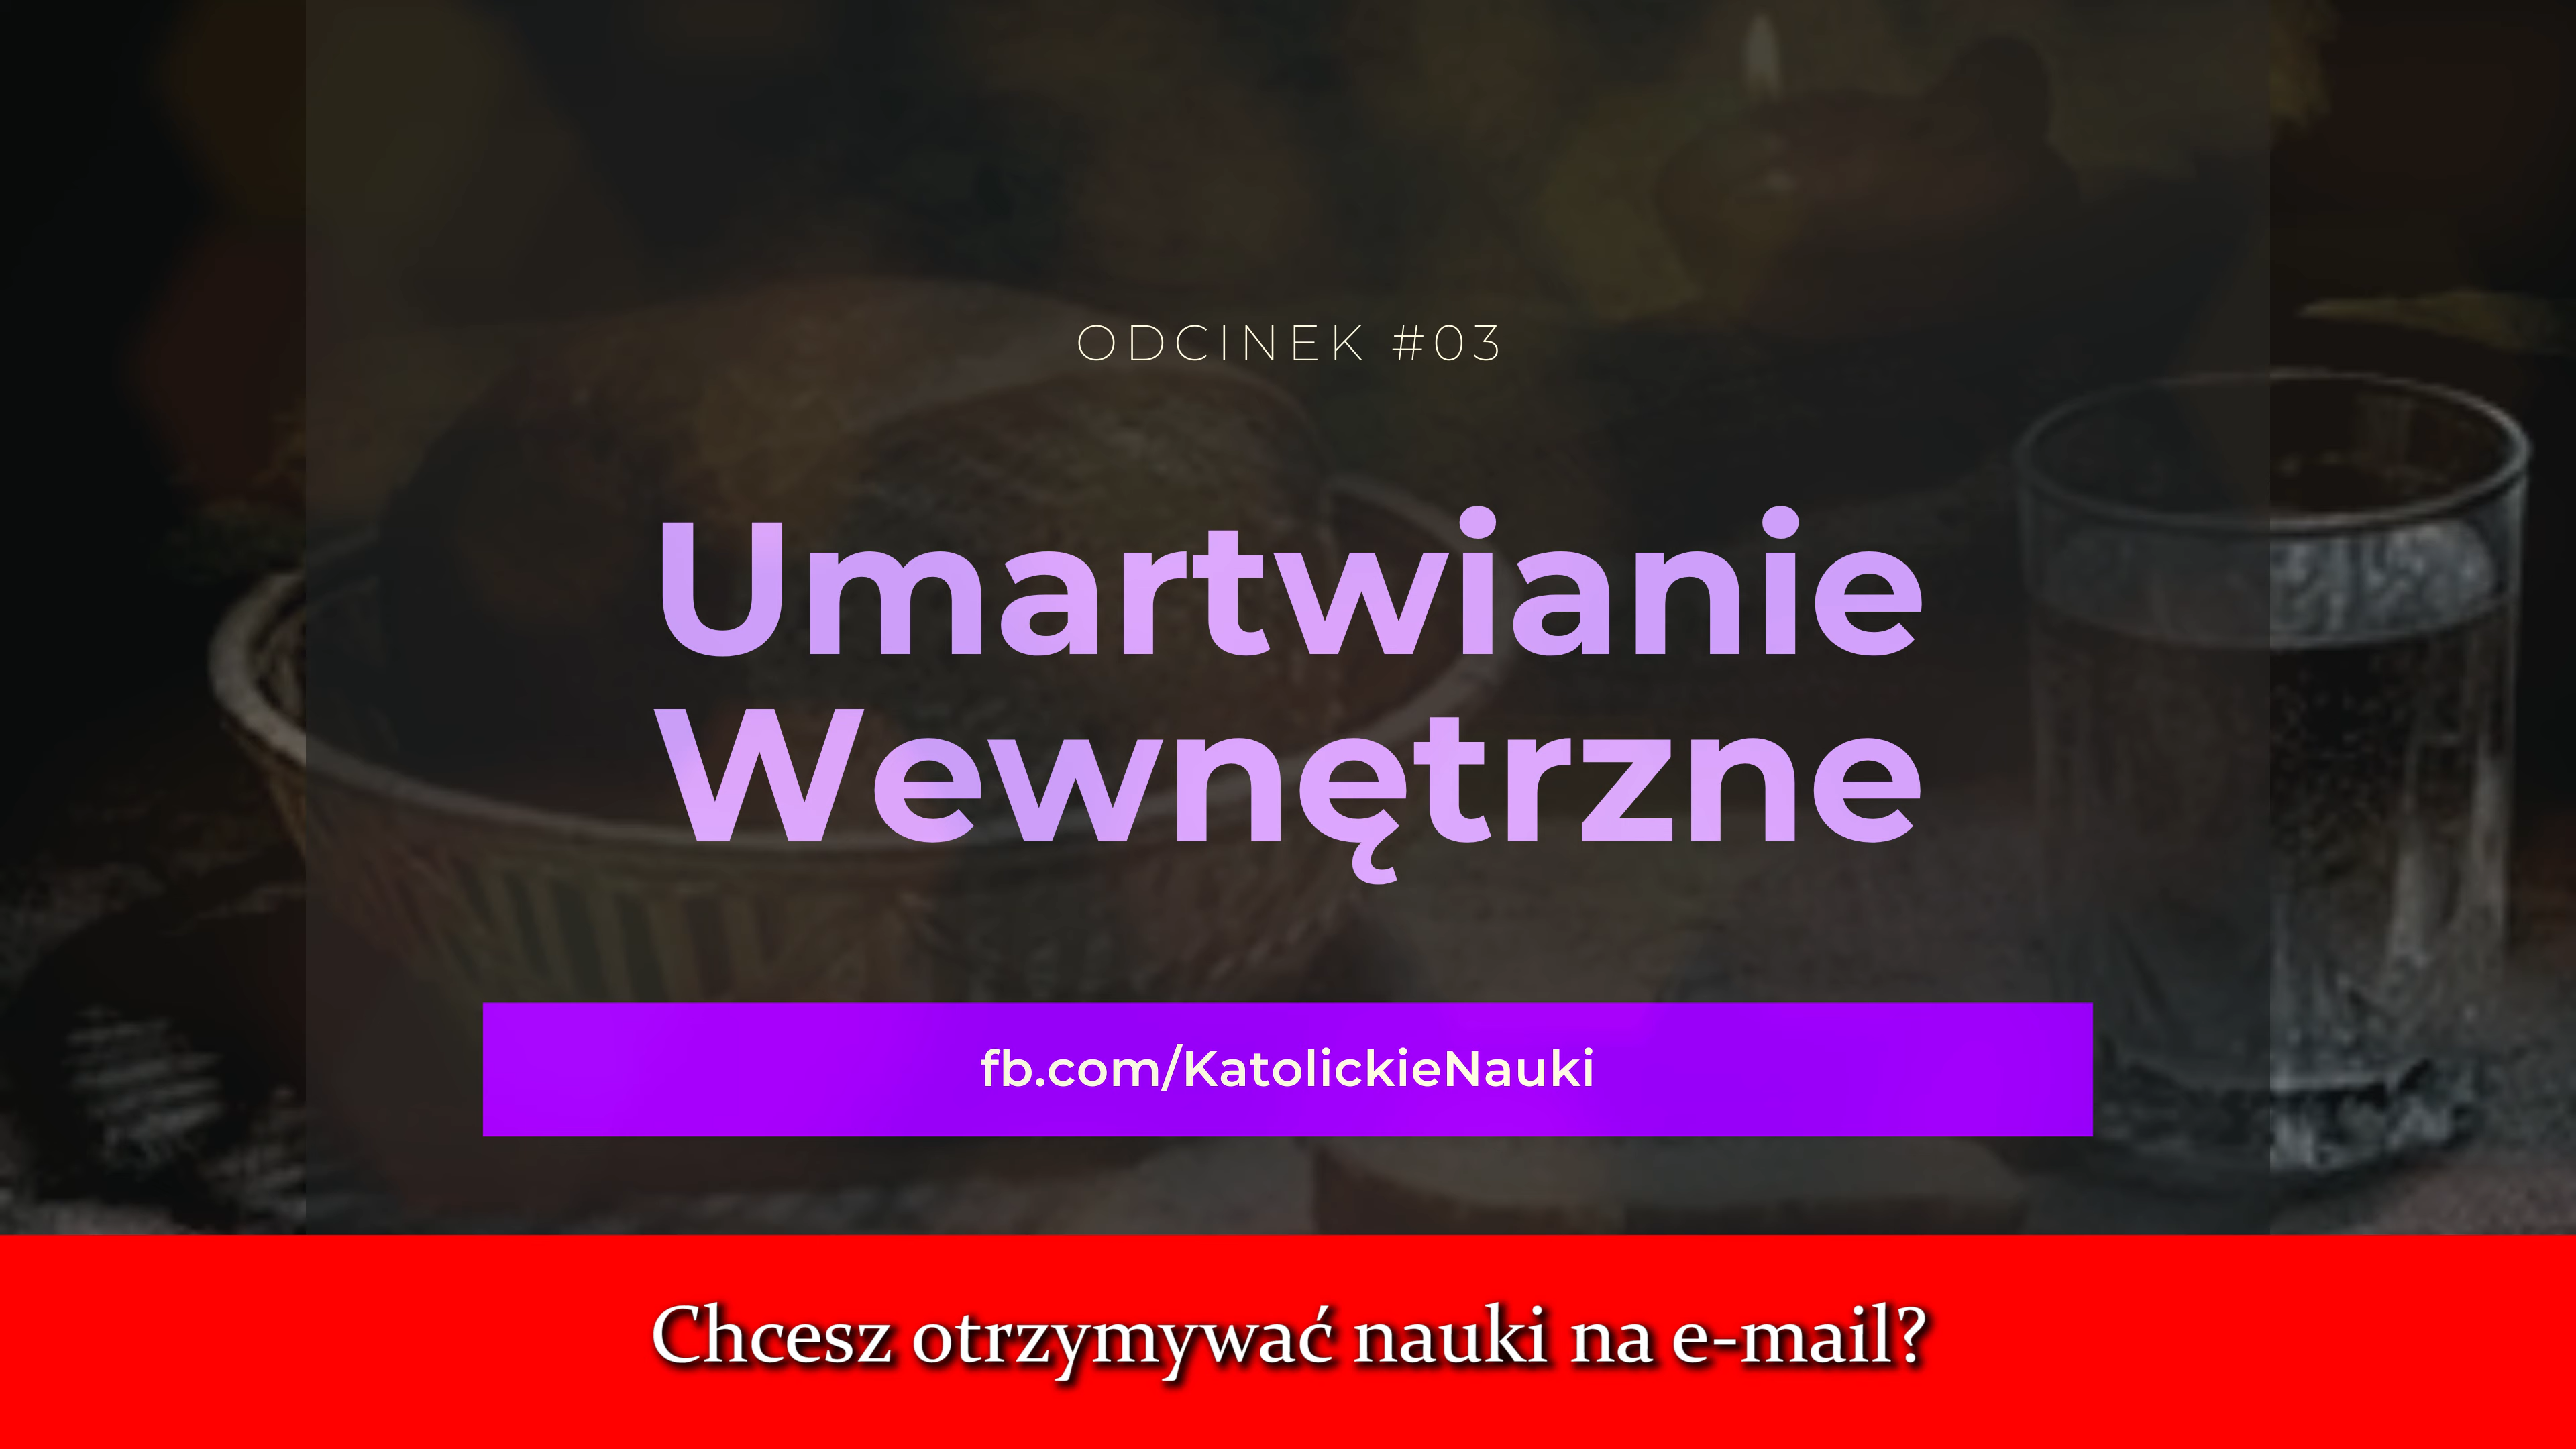 ODCINEK #03
Umartwianie
Wewnętrzne
fb.com/KatolickieNauki
Chcesz otrzymywać nauki na e-mail?